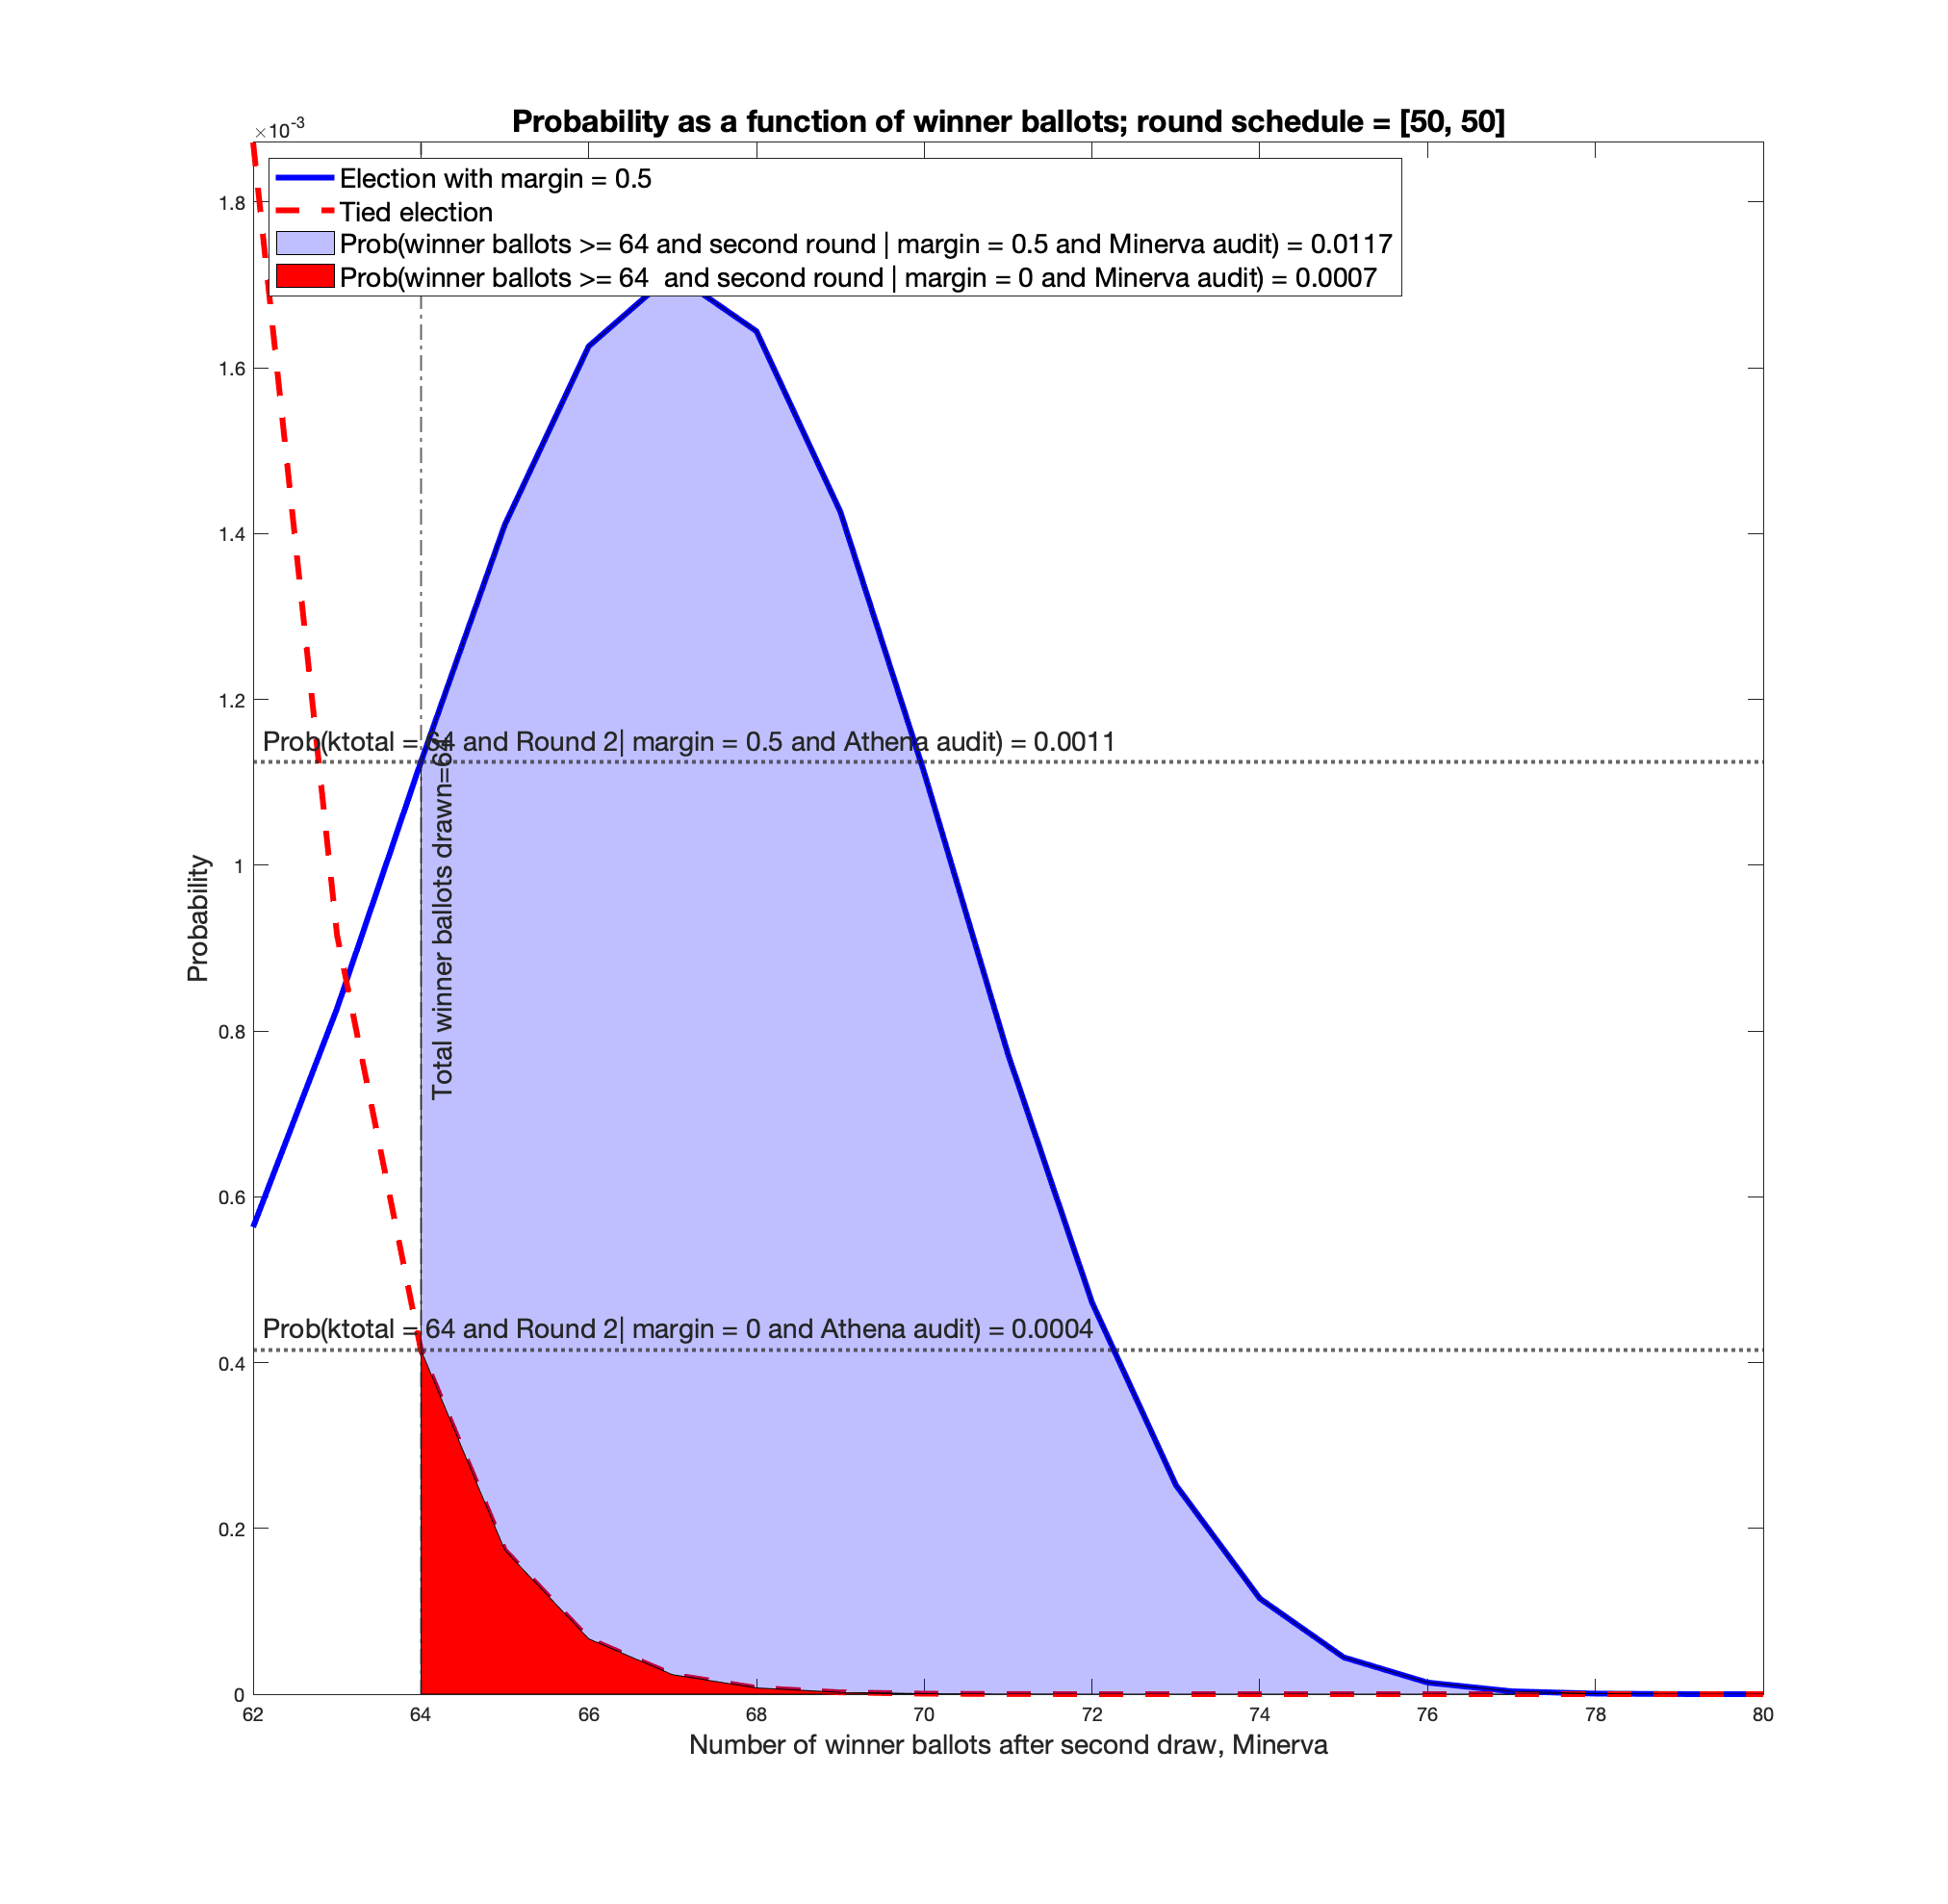 Probability as a function of winner ballots; round schedule = [50, 50]
×10-3
Election with margin = 0.5
Tied election
Prob(winner ballots >= 64 and second round | margin = 0.5 and Minerva audit) = 0.0117
Prob(winner ballots >= 64  and second round | margin = 0 and Minerva audit) = 0.0007
1.8
1.6
1.4
1.2
Prob(ktotal = 64 and Round 2| margin = 0.5 and Athena audit) = 0.0011
Total winner ballots drawn=64
1
Probability
0.8
0.6
Prob(ktotal = 64 and Round 2| margin = 0 and Athena audit) = 0.0004
0.4
0.2
0
62 64 66 68 70 72 74 76 78 80
Number of winner ballots after second draw, Minerva